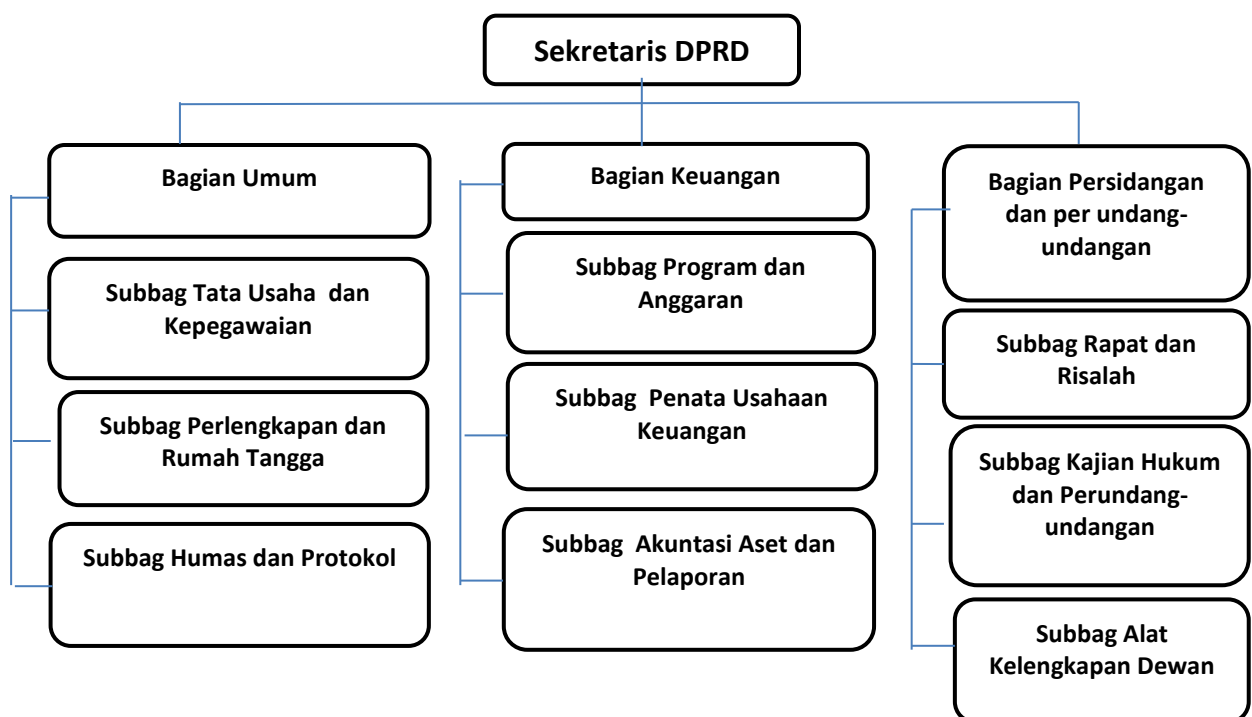 Sekretaris DPRD
Bagian Umum
Subbag Tata Usaha  dan
Kepegawaian
Subbag Perlengkapan dan
Rumah Tangga
Subbag Humas dan Protokol
Bagian Keuangan
Subbag Program dan
Anggaran
Subbag  Penata Usahaan
Keuangan
Subbag  Akuntasi Aset dan
Pelaporan
Bagian Persidangan
dan per undang-
undangan
Subbag Rapat dan
Risalah
Subbag Kajian Hukum
dan Perundang-
undangan
Subbag Alat
Kelengkapan Dewan